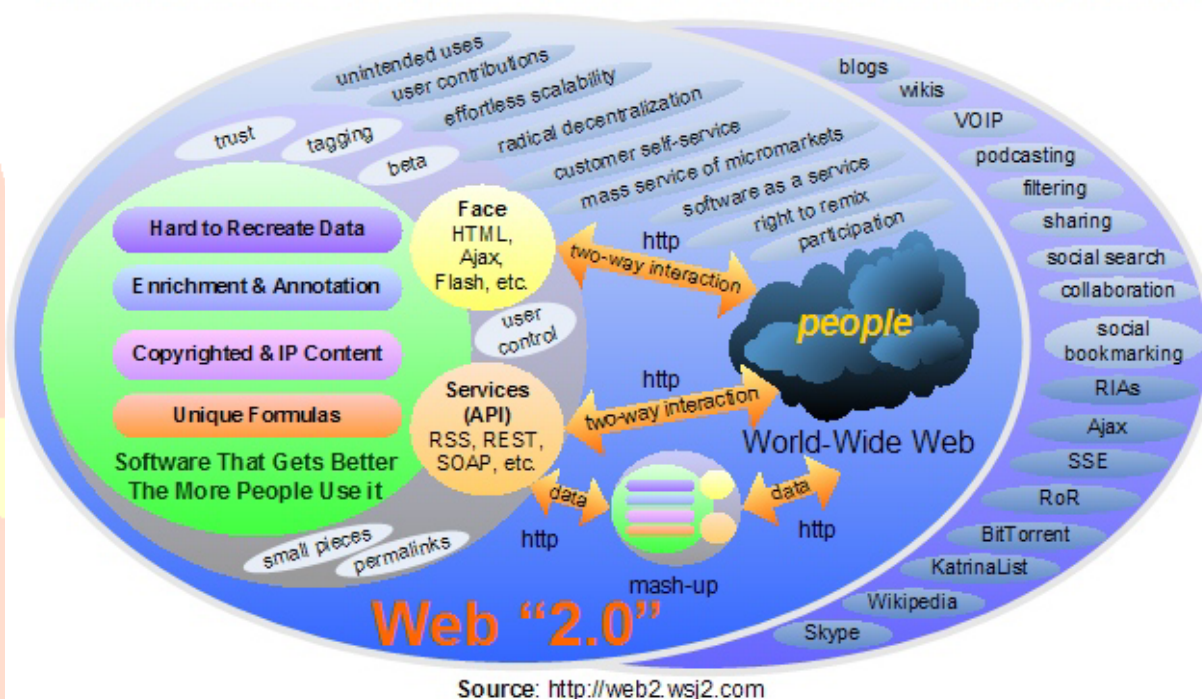 unintended uses
user contributions
effortless scalability
radical decentralization
customer self-service
mass service of micromarkets
software as a service
right to remix
participation
trust
tagging
beta
Hard to Recreate Data
Enrichment & Annotation
Copyrighted & IP Content
Unique Formulas
Software That Gets Better
The More People Use it
Face
HTML,
Ajax,
Flash, etc.
user
control
Services
(API)
RSS, REST,
SOAP, etc.
small pieces
permalinks
http
two-way interaction
http
two-way interaction
people
World-Wide Web
data
http
mash-up
data
http
Web “2.0”
blogs
wikis
VOIP
podcasting
filtering
sharing
social search
collaboration
social
bookmarking
RIAs
Ajax
SSE
RoR
BitTorrent
KatrinaList
Wikipedia
Skype
Source: http://web2.wsj2.com